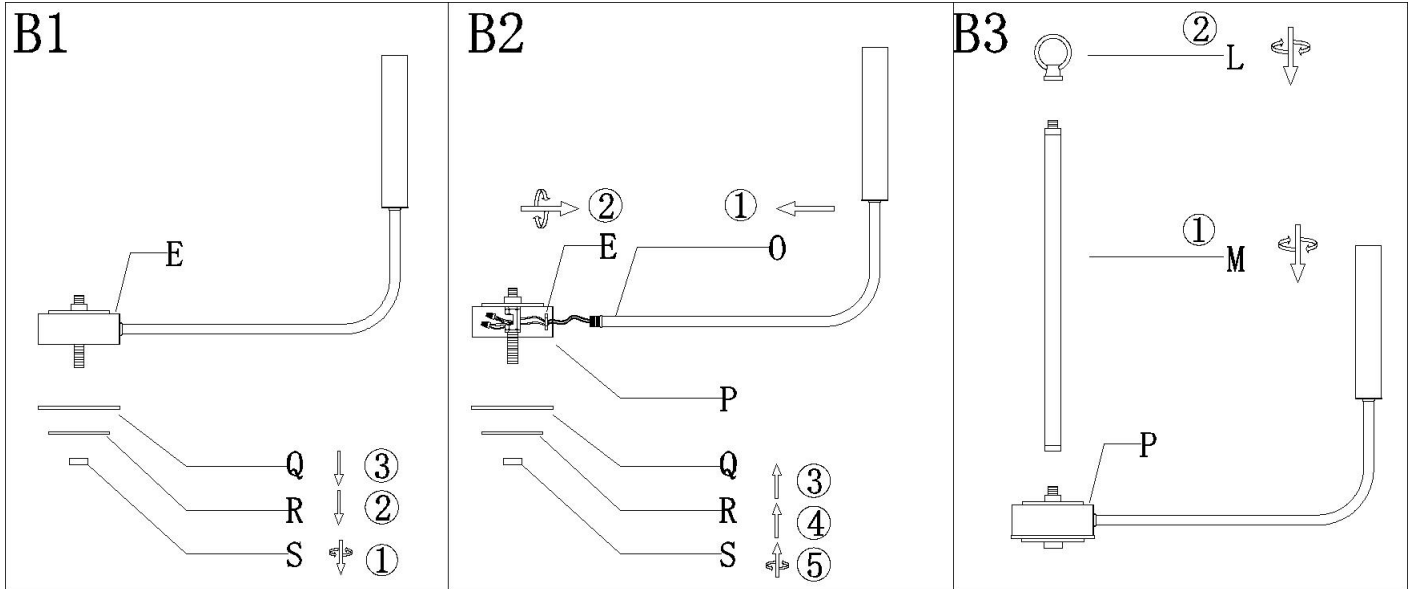 B1
E
Q ③
R ②
S ①
B2
② ①
E O
P
Q ③
R ④
S ⑤
B3
②
L
①
M
P